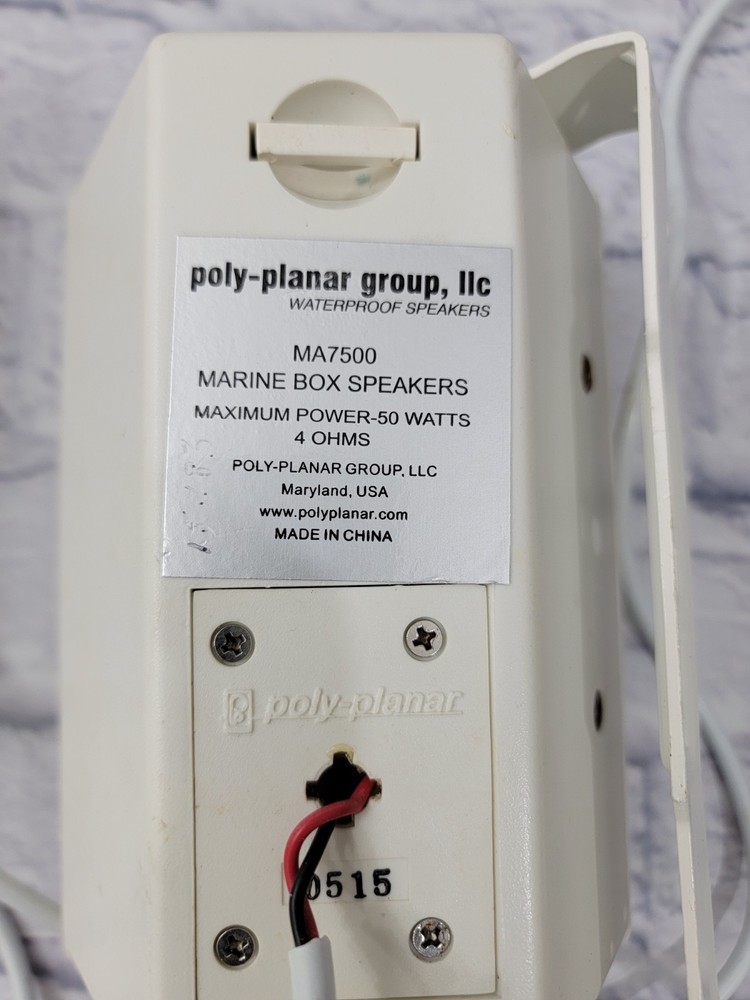 poly-planar group, llc
WATERPROOF SPEAKERS
MA7500
MARINE BOX SPEAKERS
MAXIMUM POWER-50 WATTS
4 OHMS
POLY-PLANAR GROUP, LLC
Maryland, USA
www.polyplanar.com
MADE IN CHINA
poly-planar
0515